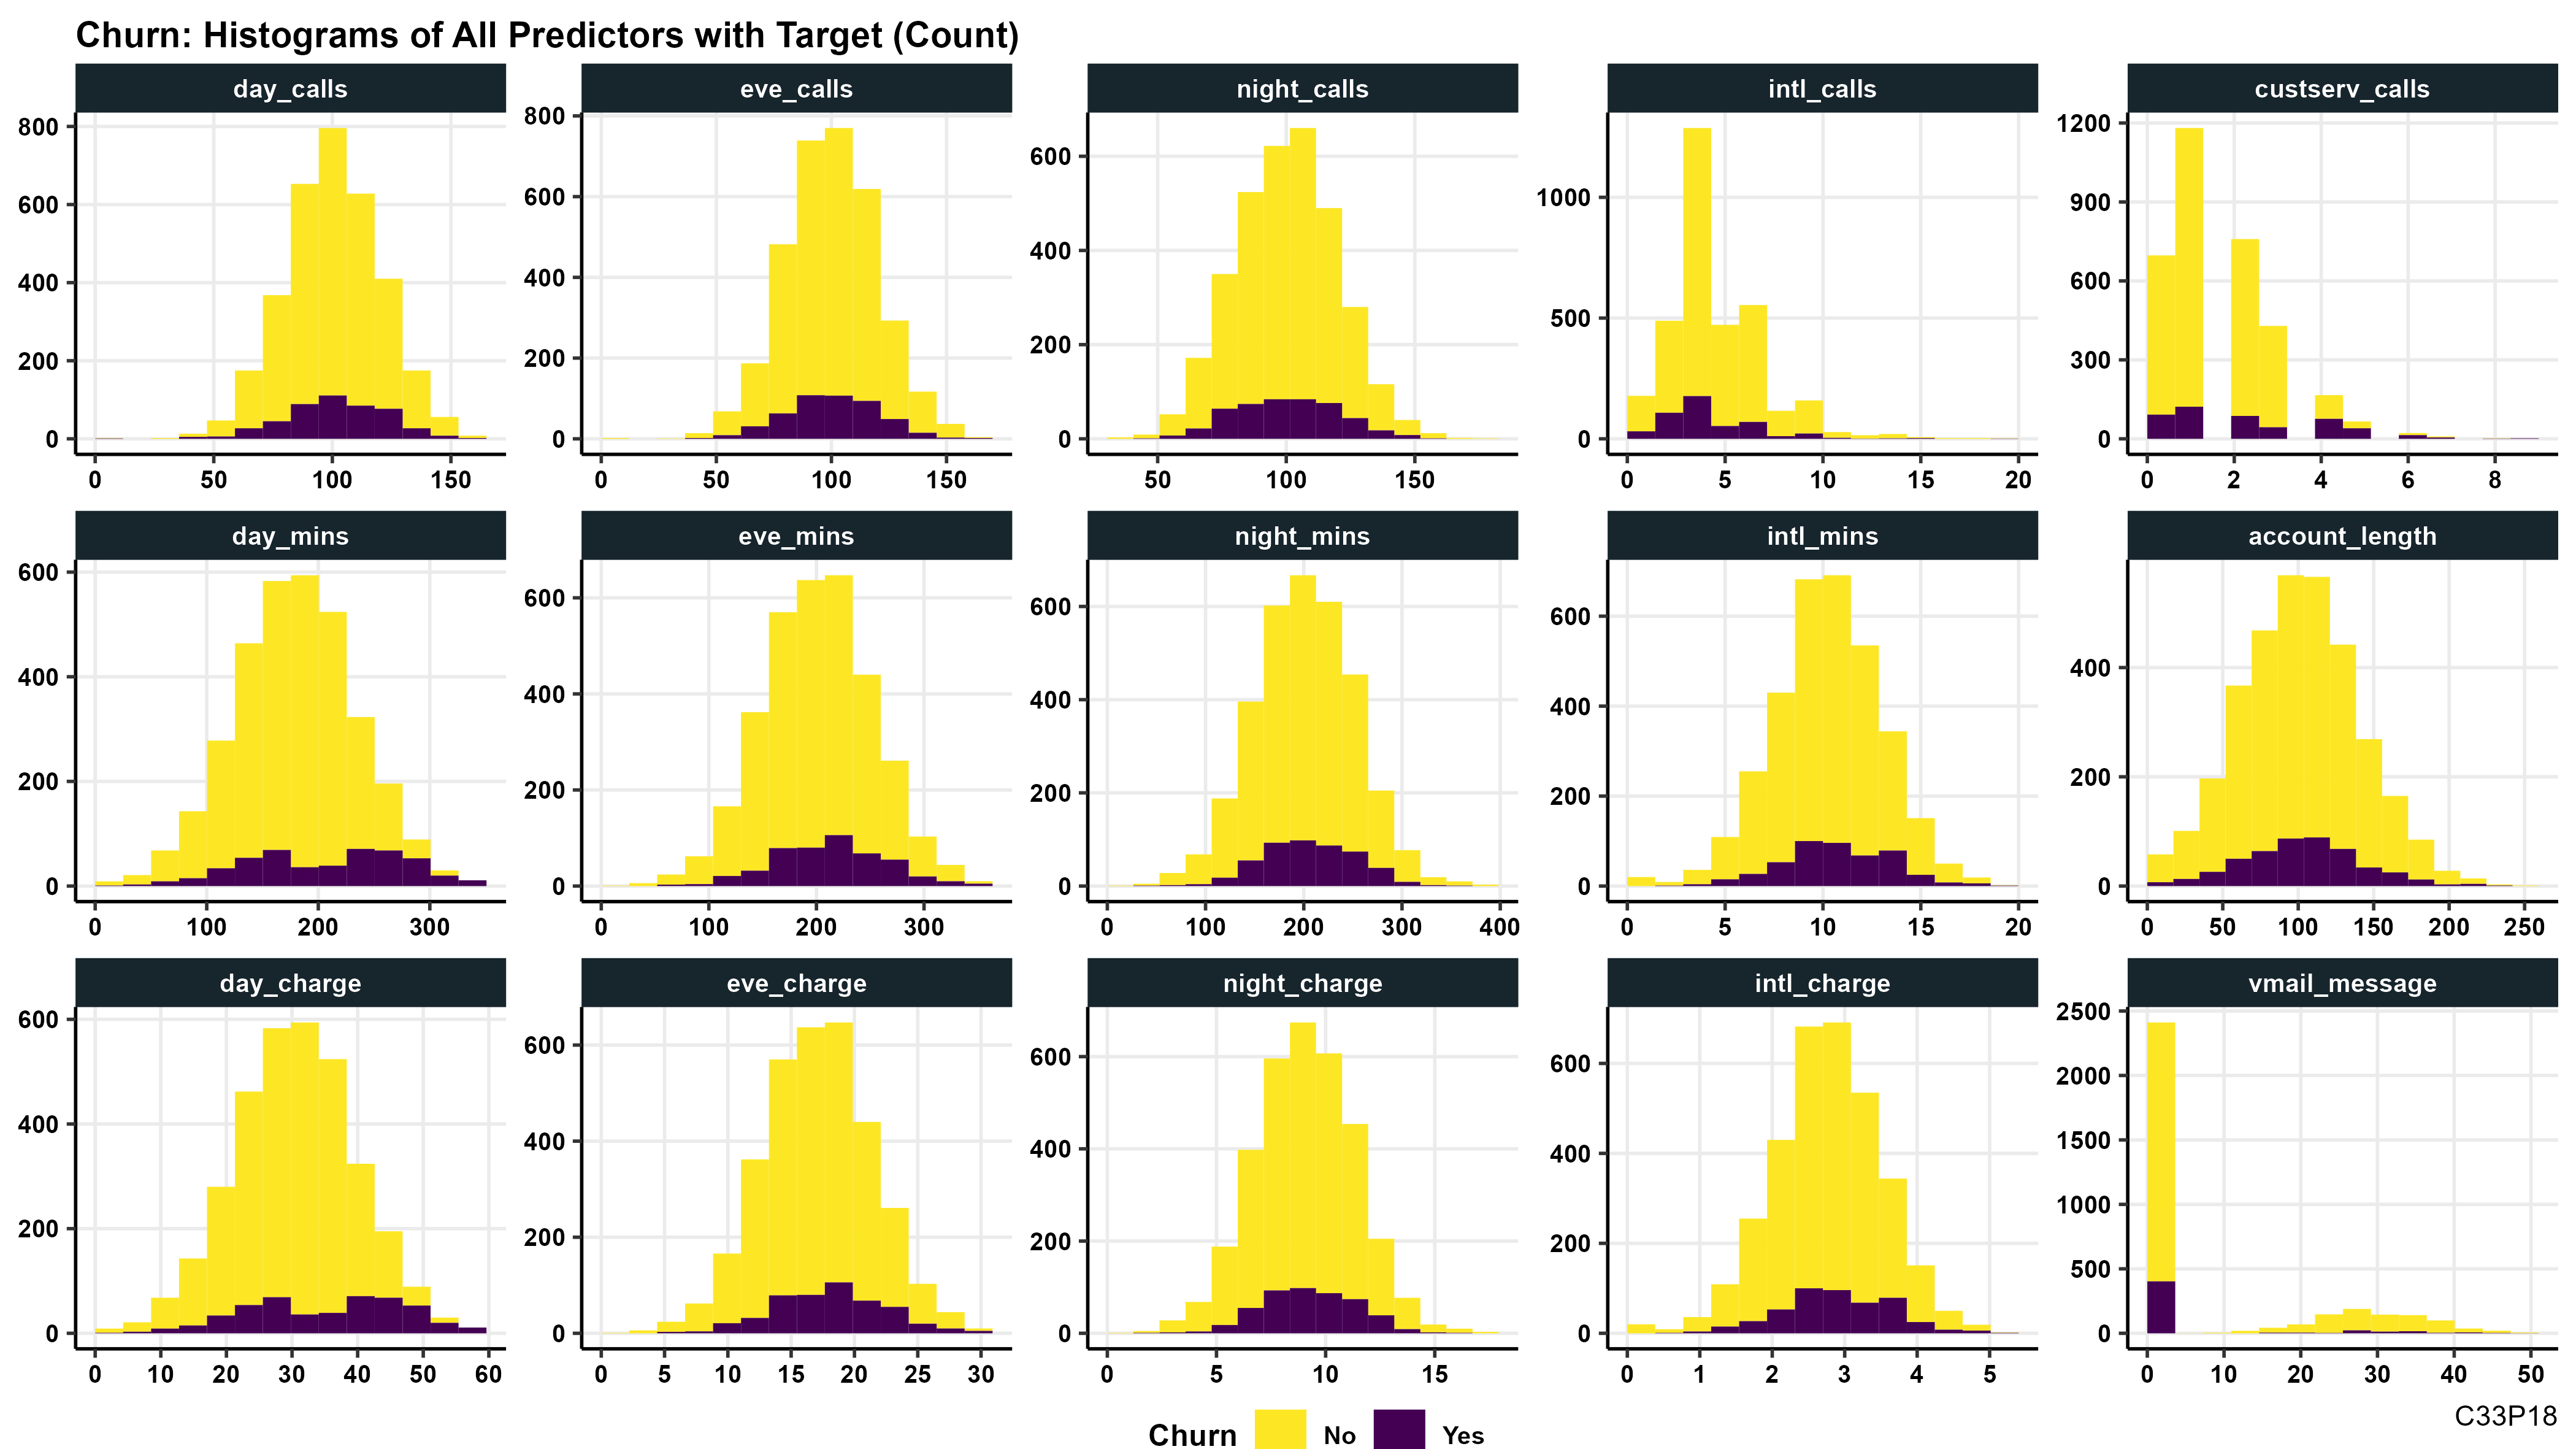 Churn: Histograms of All Predictors with Target (Count)
day_calls eve_calls night_calls intl_calls custserv_calls
800 600 400 200 0
0 50 100 150
800 600 400 200 0
0 50 100 150
600 400 200 0
50 100 150
1000 500 0
0 5 10 15 20
1200 900 600 300 0
0 2 4 6 8
day_mins eve_mins night_mins intl_mins account_length
600 400 200 0
0 100 200 300
600 400 200 0
0 100 200 300
600 400 200 0
0 100 200 300 400
600 400 200 0
0 5 10 15 20
400 200 0
0 50 100 150 200 250
day_charge eve_charge night_charge intl_charge vmail_message
600 400 200 0
0 10 20 30 40 50 60
600 400 200 0
0 5 10 15 20 25 30
600 400 200 0
0 5 10 15
600 400 200 0
0 1 2 3 4 5
2500 2000 1500 1000 500 0
0 10 20 30 40 50
C33P18
Churn No Yes